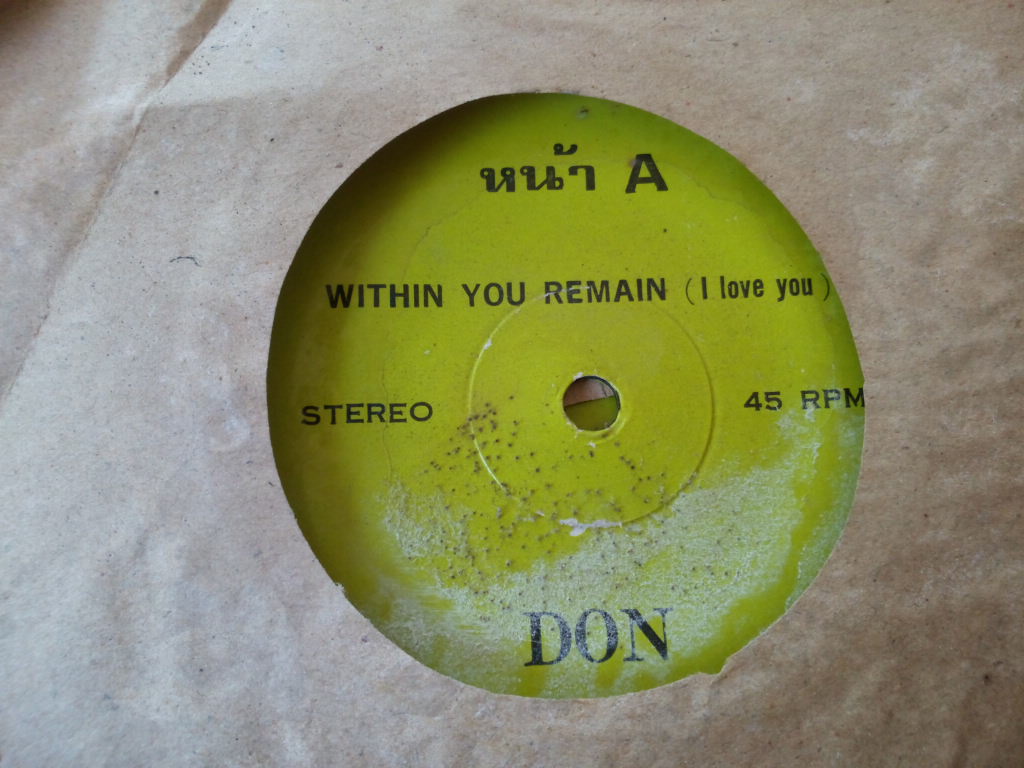 หน้า A
WITHIN YOU REMAIN (I love you)
STEREO 45 RPM
DON